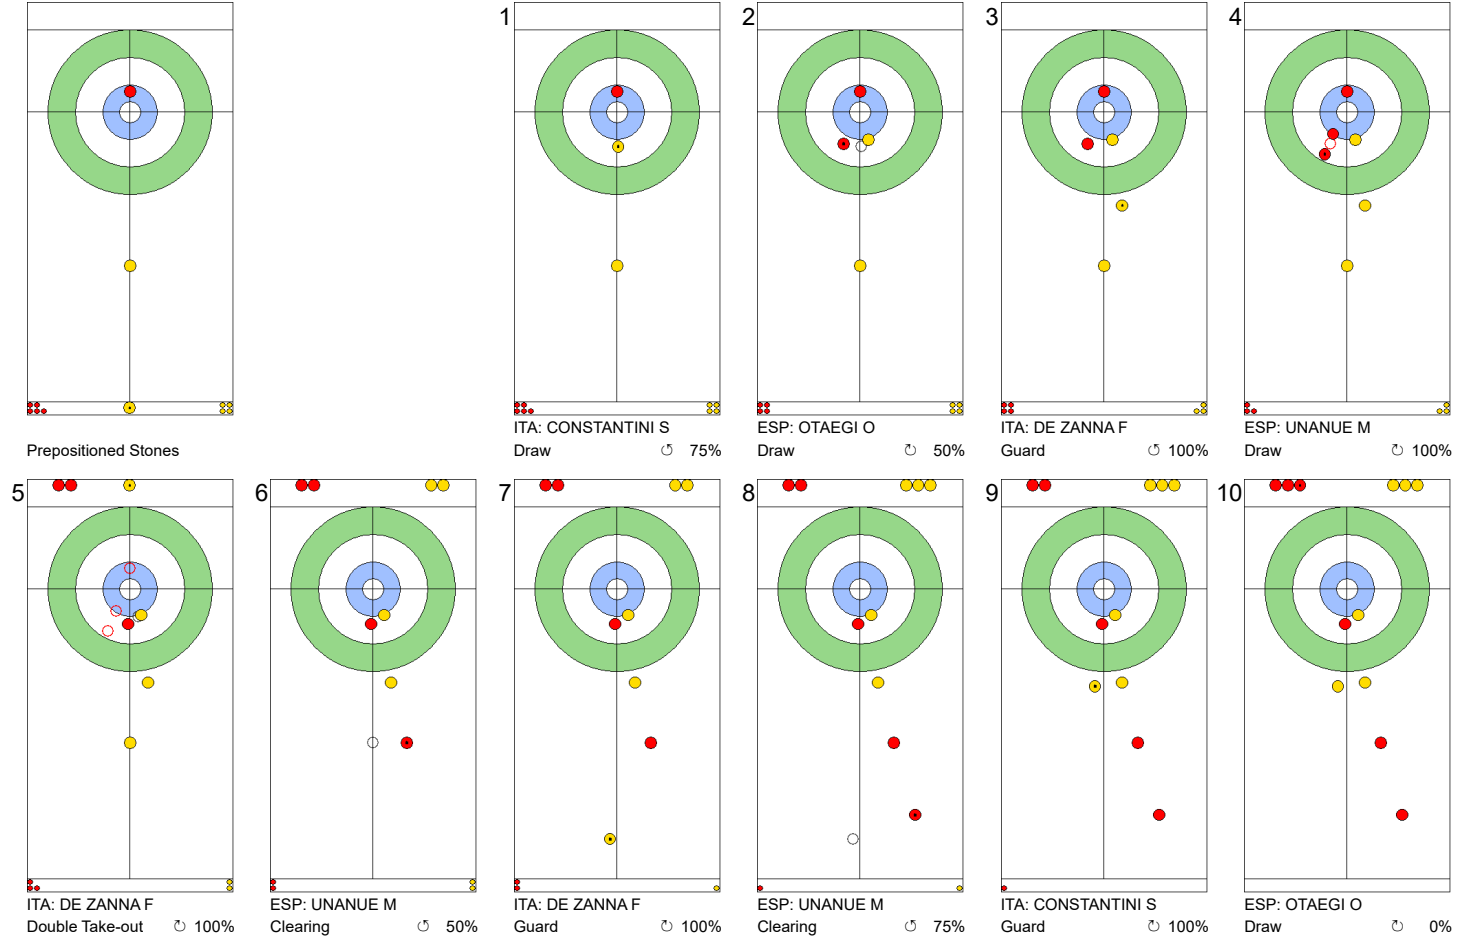 1
2
3
4
Prepositioned Stones
ITA: CONSTANTINI S
Draw 75%
ESP: OTAEGI O
Draw 50%
ITA: DE ZANNA F
Guard 100%
ESP: UNANUE M
Draw 100%
5
6
7
8
9
10
ITA: DE ZANNA F
Double Take-out 100%
ESP: UNANUE M
Clearing 50%
ITA: DE ZANNA F
Guard 100%
ESP: UNANUE M
Clearing 75%
ITA: CONSTANTINI S
Guard 100%
ESP: OTAEGI O
Draw 0%